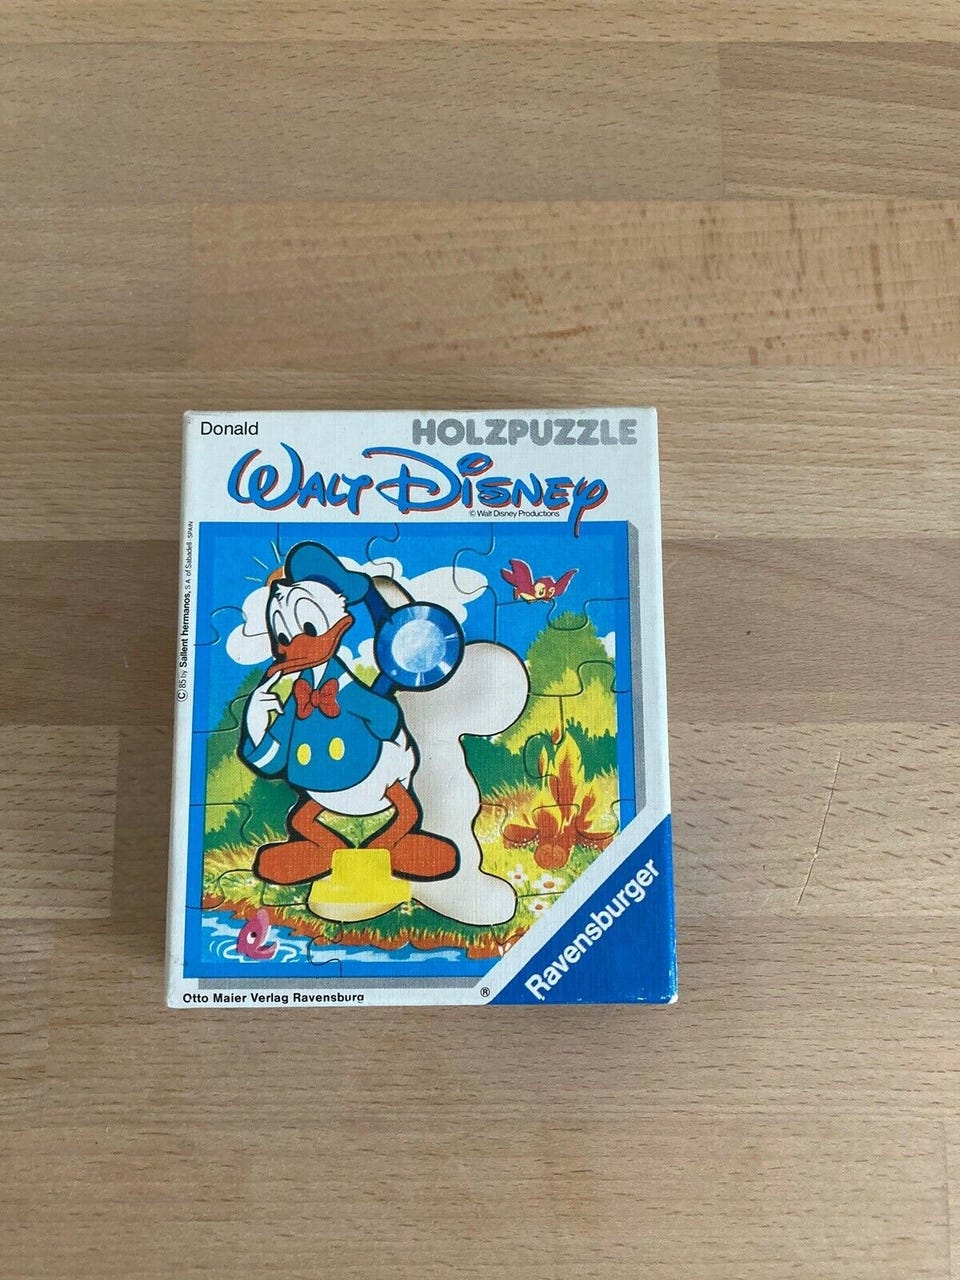 Donald
HOLZPUZZLE
WALT DISNEY
© Walt Disney Productions
© 85 by Sallent hermanos, S.A. of Sabadell - SPAIN
Ravensburger
Otto Maier Verlag Ravensburg
®